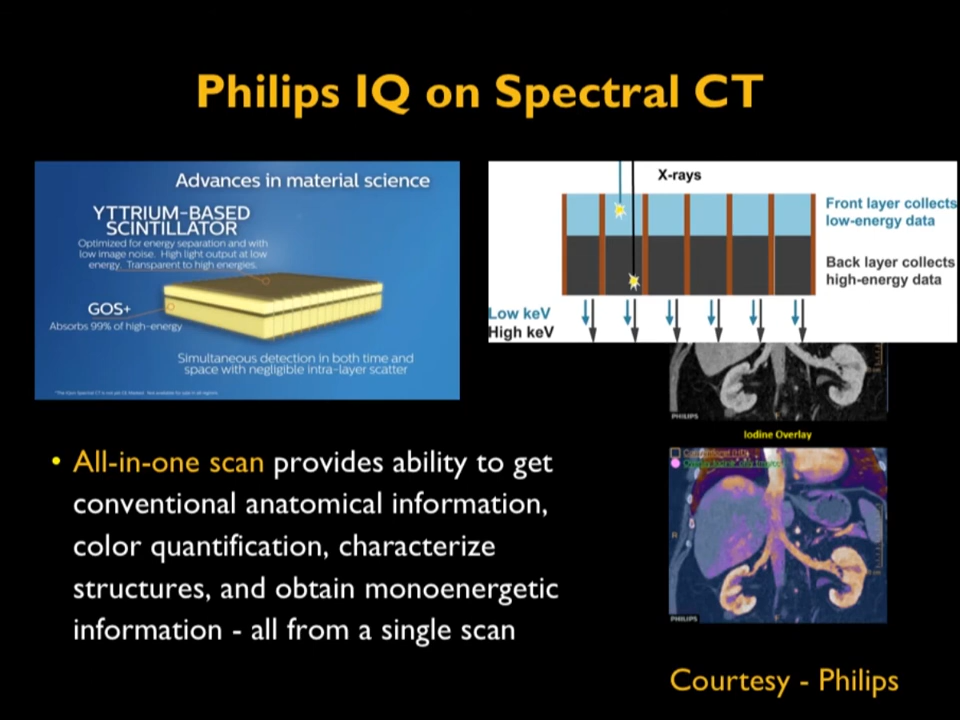 Philips IQ on Spectral CT
Advances in material science
YTTRIUM-BASED
SCINTILLATOR
Optimized for energy separation and with
low image noise. High light output at low
energy. Transparent to high energies.
GOS+
Absorbs 99% of high-energy
Simultaneous detection in both time and
space with negligible intra-layer scatter
X-rays
Front layer collects
low-energy data
Back layer collects
high-energy data
Low keV
High keV
PHILIPS
Iodine Overlay
R
PHILIPS
• All-in-one scan provides ability to get
conventional anatomical information,
color quantification, characterize
structures, and obtain monoenergetic
information - all from a single scan
Courtesy - Philips